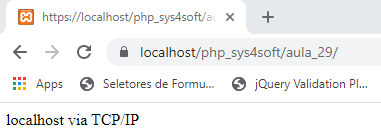 https://localhost/php_sys4soft/au
localhost/php_sys4soft/aula_29/
Apps Seletores de Formu... jQuery Validation Pl...
localhost via TCP/IP